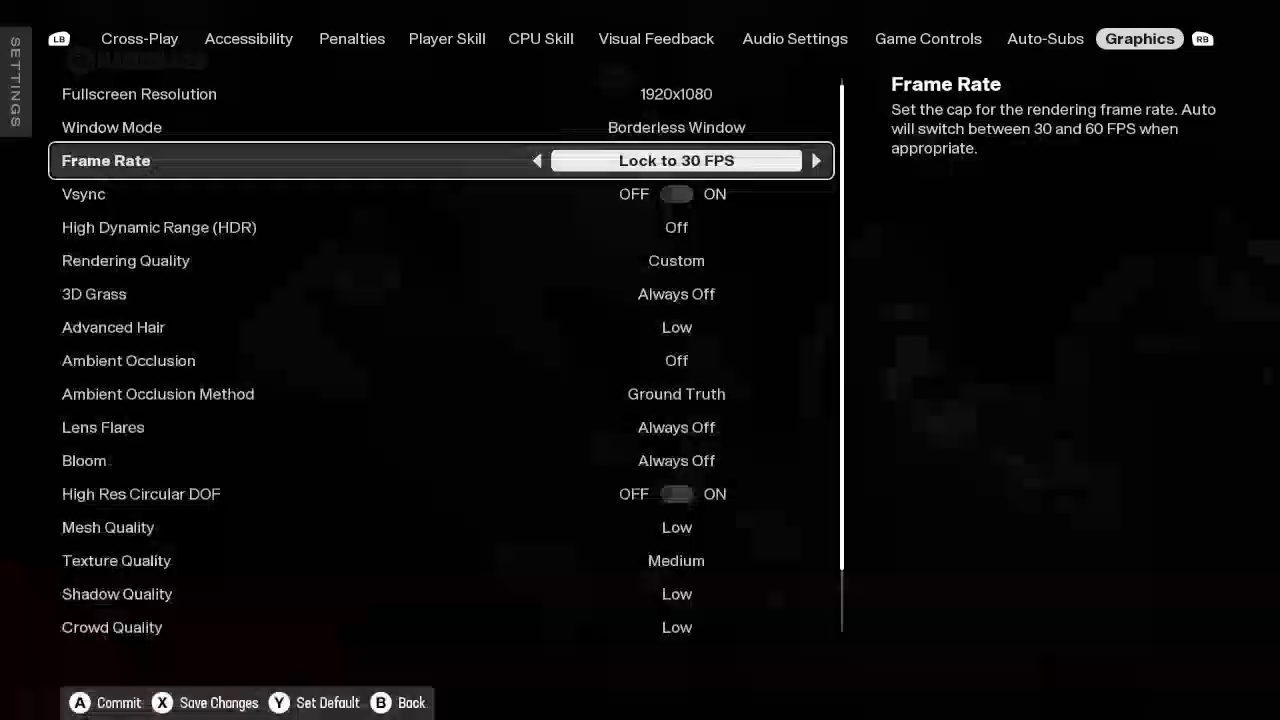 SETTINGS
LB Cross-Play Accessibility Penalties Player Skill CPU Skill Visual Feedback Audio Settings Game Controls Auto-Subs Graphics RB
Fullscreen Resolution 1920x1080
Window Mode Borderless Window
Frame Rate Lock to 30 FPS
Vsync OFF ON
High Dynamic Range (HDR) Off
Rendering Quality Custom
3D Grass Always Off
Advanced Hair Low
Ambient Occlusion Off
Ambient Occlusion Method Ground Truth
Lens Flares Always Off
Bloom Always Off
High Res Circular DOF OFF ON
Mesh Quality Low
Texture Quality Medium
Shadow Quality Low
Crowd Quality Low
Frame Rate
Set the cap for the rendering frame rate. Auto
will switch between 30 and 60 FPS when
appropriate.
A Commit X Save Changes Y Set Default B Back